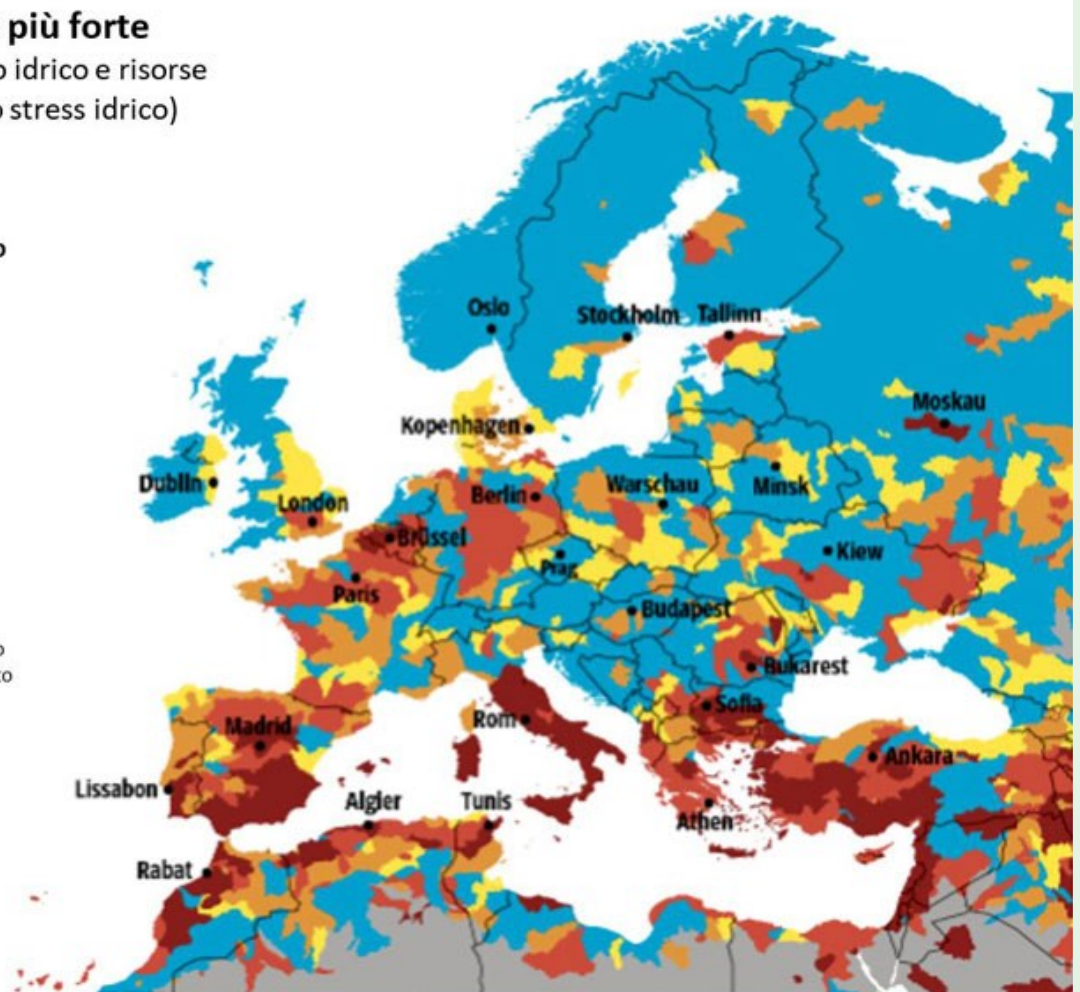 più forte
o idrico e risorse
o stress idrico)
o
o
to
Oslo
Stockholm
Tallinn
Moskau
Kopenhagen
Dublin
London
Berlin
Warschau
Minsk
Brüssel
Kiew
Prag
Paris
Budapest
Bukarest
Sofia
Rom
Madrid
Ankara
Lissabon
Algier
Tunis
Athen
Rabat